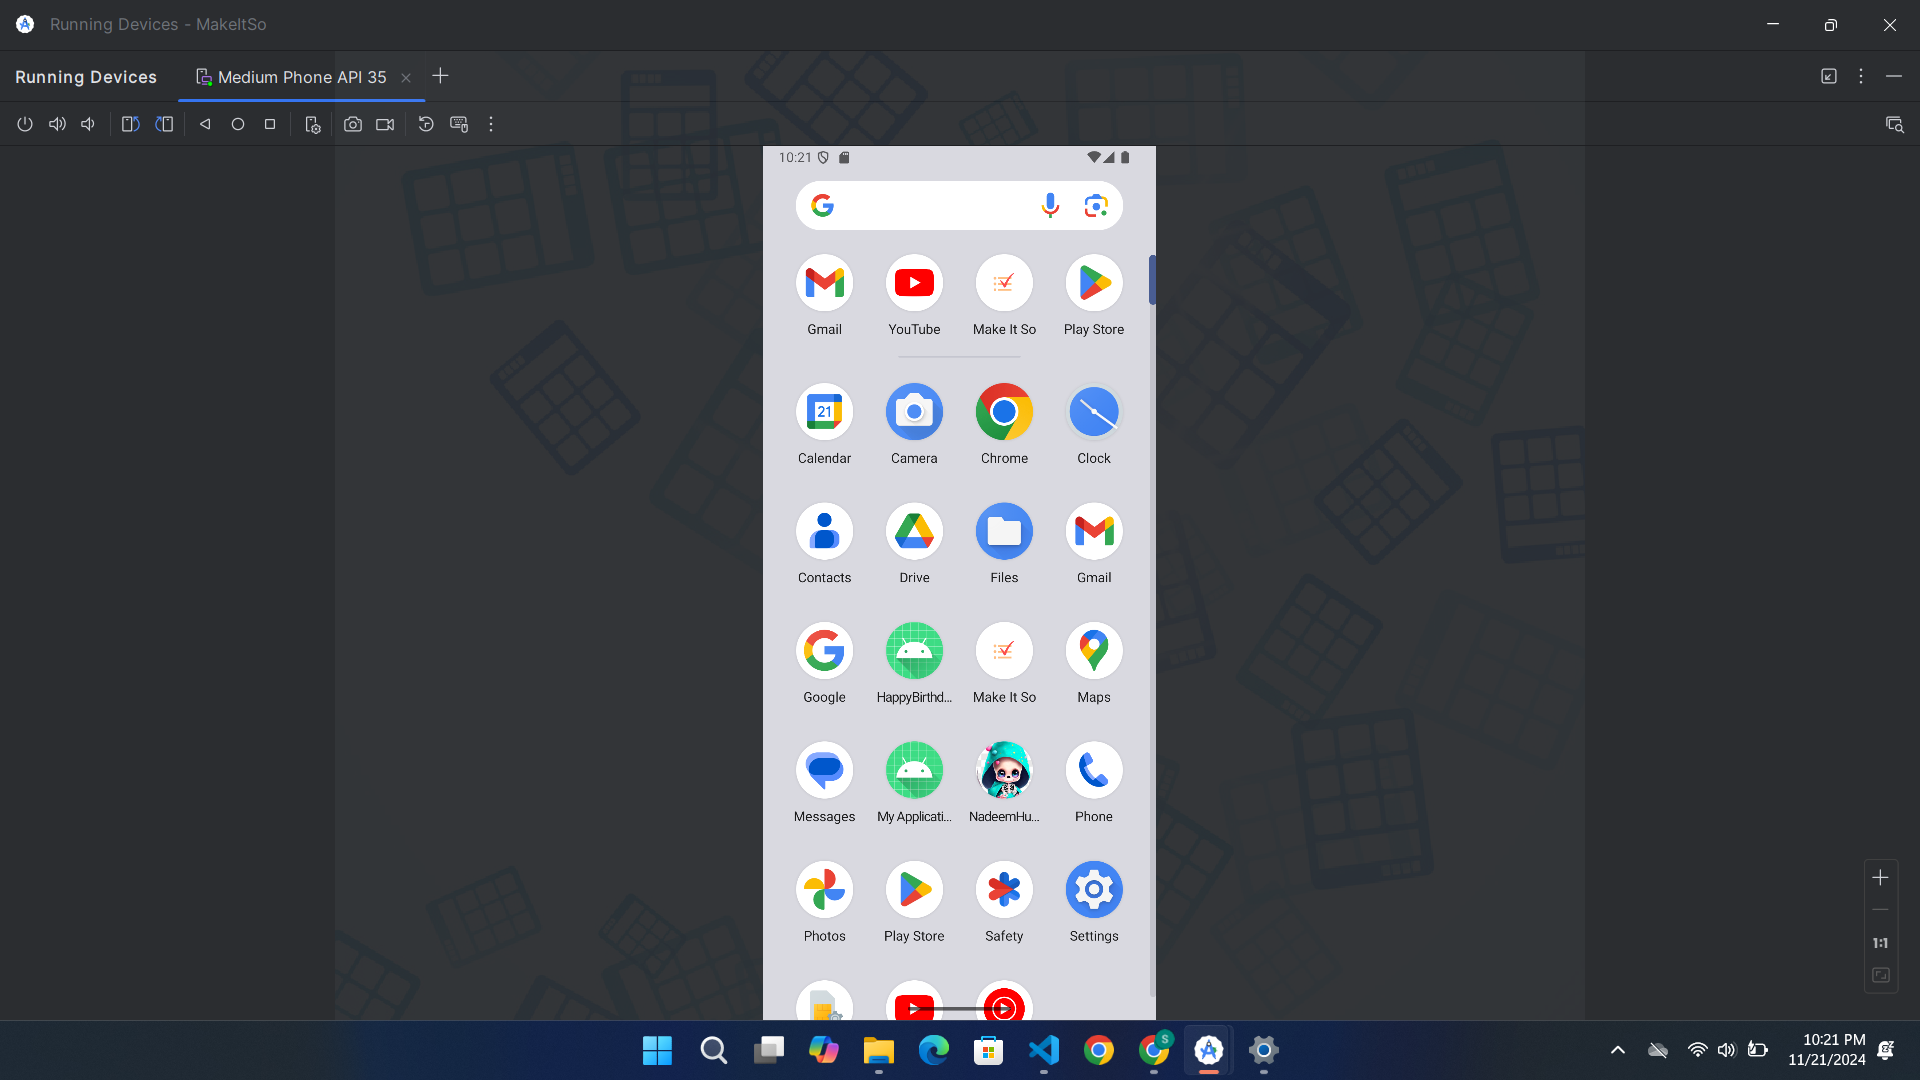 Running Devices - MakeItSo
Running Devices
Medium Phone API 35
10:21
Gmail
YouTube
Make It So
Play Store
21
Calendar
Camera
Chrome
Clock
Contacts
Drive
Files
Gmail
Google
HappyBirthd...
Make It So
Maps
Messages
My Applicati...
NadeemHu...
Phone
Photos
Play Store
Safety
Settings
1:1
S
10:21 PM
11/21/2024